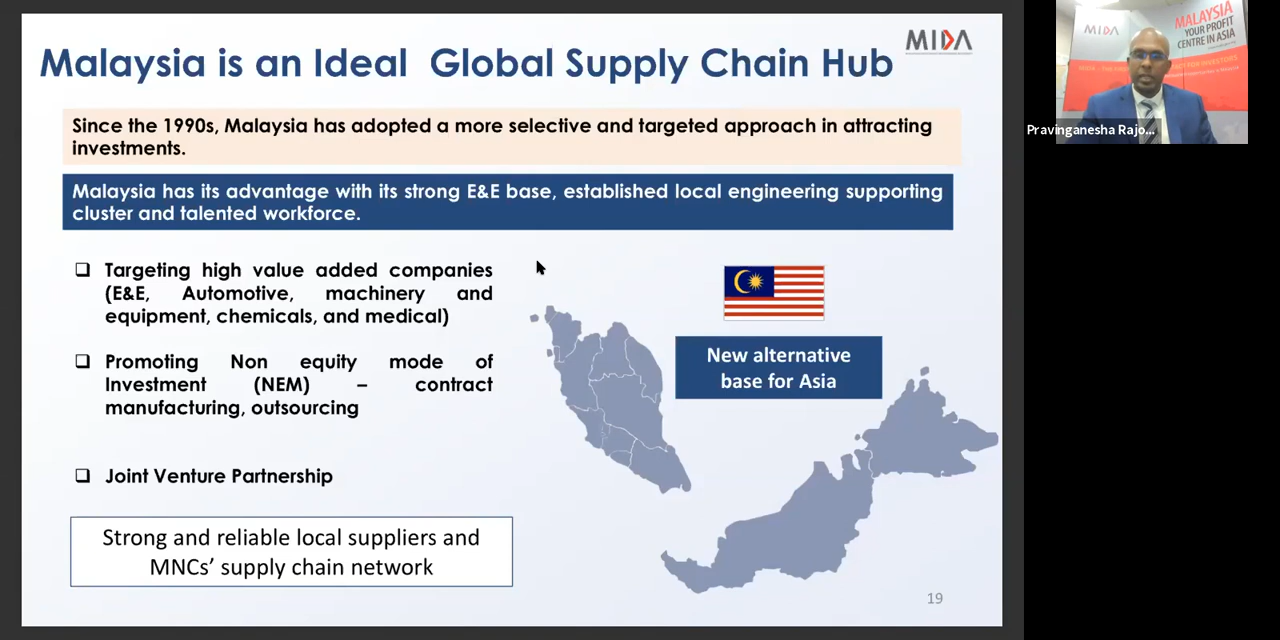 Malaysia is an Ideal Global Supply Chain Hub
MIDA
Since the 1990s, Malaysia has adopted a more selective and targeted approach in attracting
investments.
Malaysia has its advantage with its strong E&E base, established local engineering supporting
cluster and talented workforce.
Targeting high value added companies
(E&E, Automotive, machinery and
equipment, chemicals, and medical)
Promoting Non equity mode of
Investment (NEM) – contract
manufacturing, outsourcing
Joint Venture Partnership
Strong and reliable local suppliers and
MNCs' supply chain network
New alternative
base for Asia
19
MIDA
MALAYSIA
YOUR PROFIT
CENTRE IN ASIA
Pravinganesha Rajo...